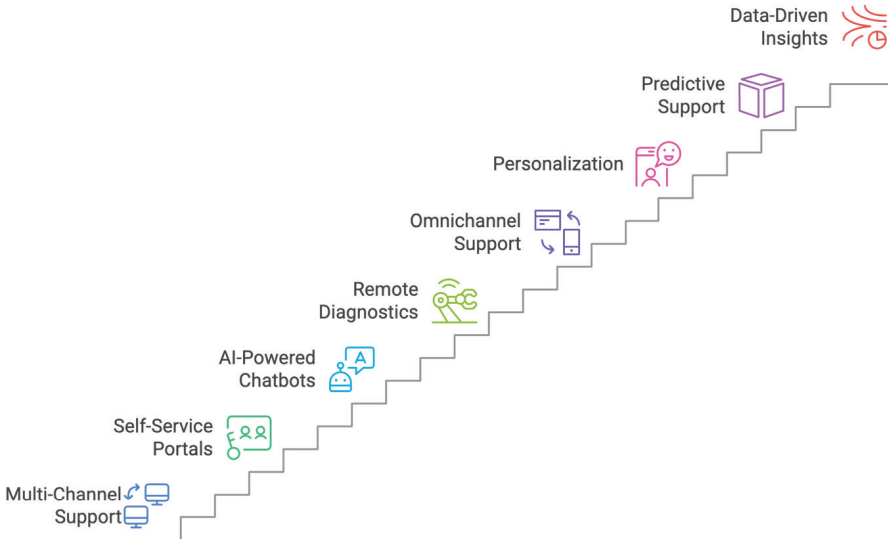 Data-Driven
Insights
Predictive
Support
Personalization
Omnichannel
Support
Remote
Diagnostics
AI-Powered
Chatbots
A
Self-Service
Portals
Multi-Channel
Support